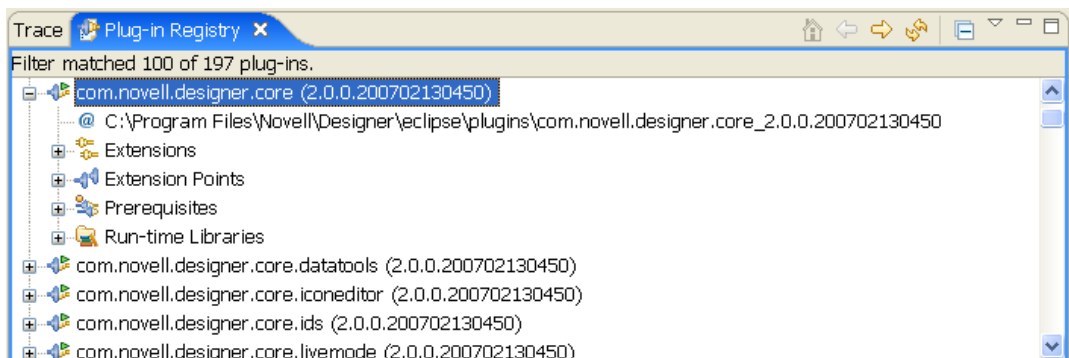 Trace Plug-in Registry
Filter matched 100 of 197 plug-ins.
com.novell.designer.core (2.0.0.200702130450)
@ C:\Program Files\Novell\Designer\eclipse\plugins\com.novell.designer.core_2.0.0.200702130450
Extensions
Extension Points
Prerequisites
Run-time Libraries
com.novell.designer.core.datatools (2.0.0.200702130450)
com.novell.designer.core.iconeditor (2.0.0.200702130450)
com.novell.designer.core.ids (2.0.0.200702130450)
com.novell.designer.core.livemode (2.0.0.200702130450)